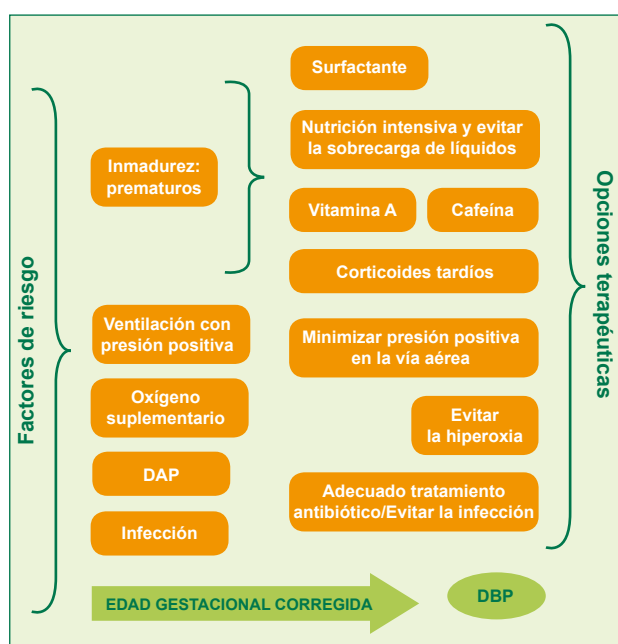 Factores de riesgo
Inmadurez:
prematuros
Ventilación con
presión positiva
Oxígeno
suplementario
DAP
Infección
Surfactante
Nutrición intensiva y evitar
la sobrecarga de líquidos
Vitamina A
Cafeína
Corticoides tardíos
Minimizar presión positiva
en la vía aérea
Evitar
la hiperoxia
Adecuado tratamiento
antibiótico/Evitar la infección
Opciones terapéuticas
EDAD GESTACIONAL CORREGIDA
DBP